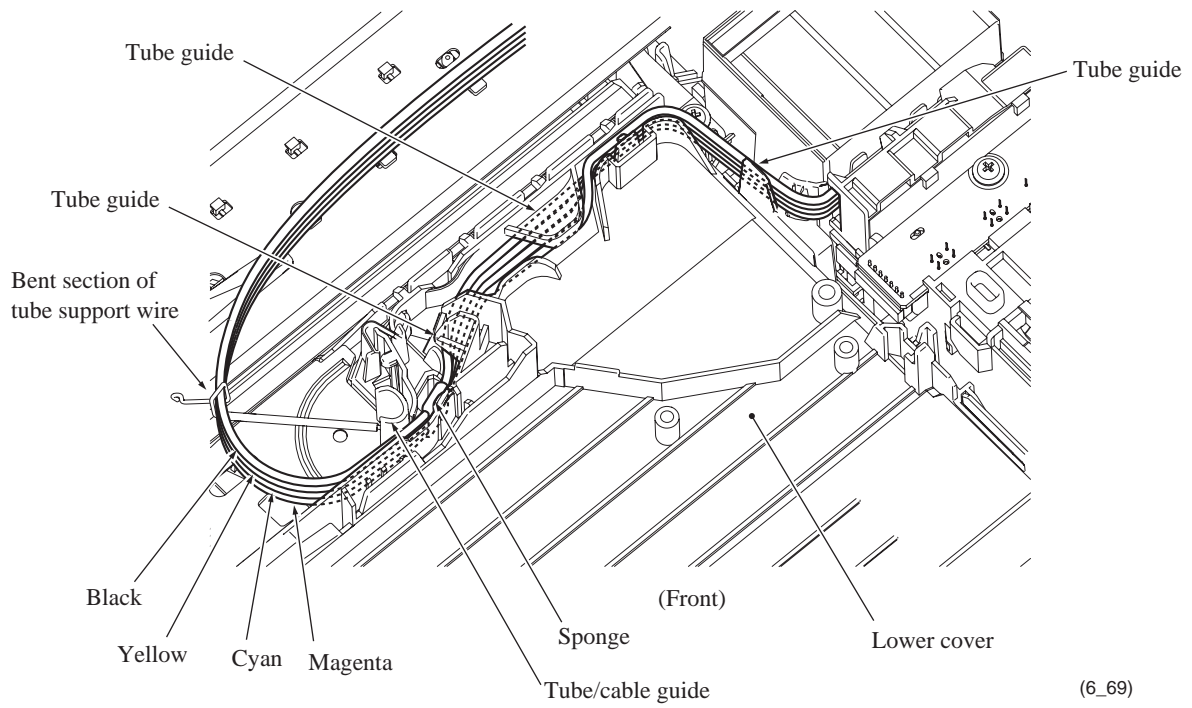 Tube guide
Tube guide
Tube guide
Bent section of
tube support wire
Black
(Front)
Sponge
Lower cover
Yellow
Cyan
Magenta
Tube/cable guide
(6_69)